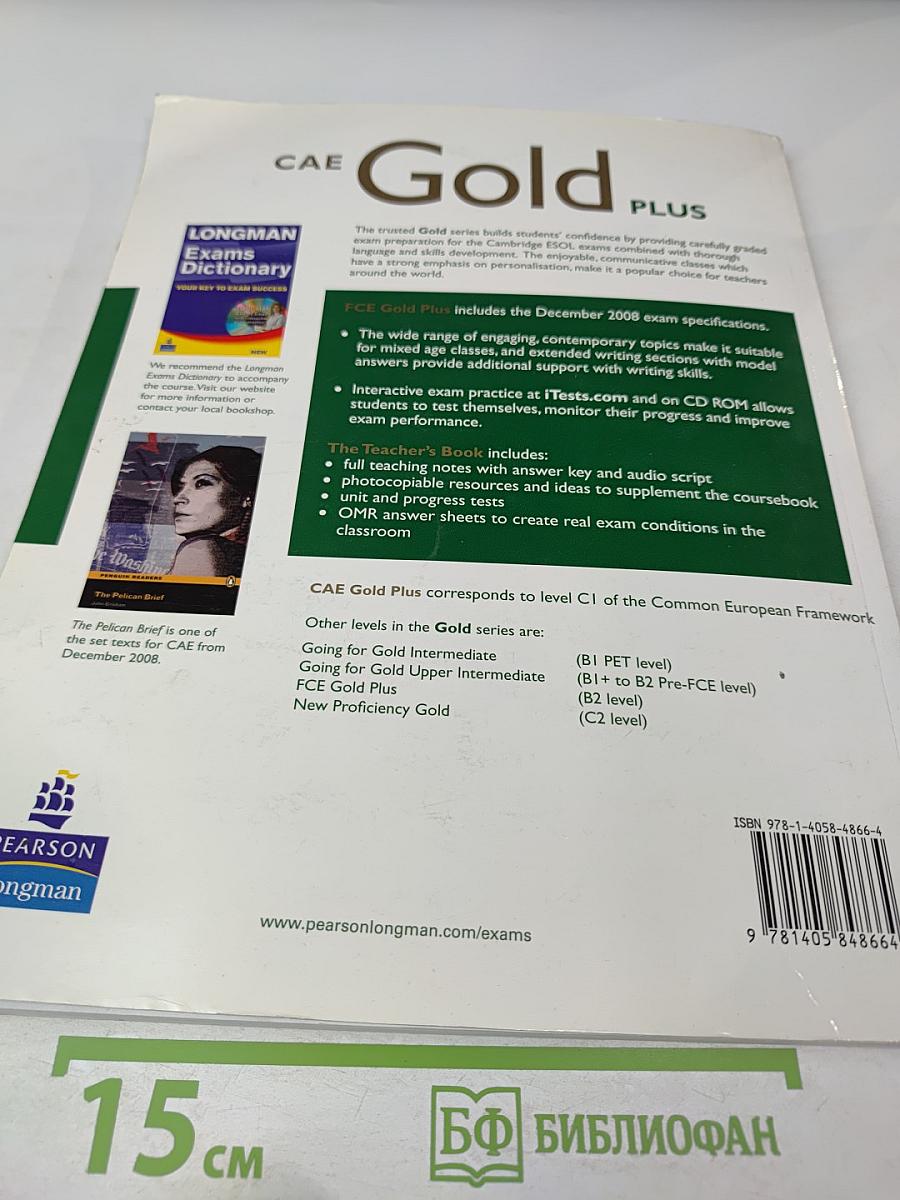 CAE Gold PLUS
The trusted Gold series builds students' confidence by providing carefully graded
exam preparation for the Cambridge ESOL exams combined with thorough
language and skills development. The enjoyable, communicative classes which
have a strong emphasis on personalisation, make it a popular choice for teachers
around the world.
LONGMAN
Exams
Dictionary
YOUR KEY TO EXAM SUCCESS
NEW
We recommend the Longman
Exams Dictionary to accompany
the course. Visit our website
for more information or
contact your local bookshop.
FCE Gold Plus includes the December 2008 exam specifications.
• The wide range of engaging, contemporary topics make it suitable
for mixed age classes, and extended writing sections with model
answers provide additional support with writing skills.
• Interactive exam practice at iTests.com and on CD ROM allows
students to test themselves, monitor their progress and improve
exam performance.
The Teacher's Book includes:
• full teaching notes with answer key and audio script
• photocopiable resources and ideas to supplement the coursebook
• unit and progress tests
• OMR answer sheets to create real exam conditions in the
classroom
PENGUIN READERS
The Pelican Brief
John Grisham
The Pelican Brief is one of
the set texts for CAE from
December 2008.
CAE Gold Plus corresponds to level C1 of the Common European Framework
Other levels in the Gold series are:
Going for Gold Intermediate (B1 PET level)
Going for Gold Upper Intermediate (B1+ to B2 Pre-FCE level)
FCE Gold Plus (B2 level)
New Proficiency Gold (C2 level)
PEARSON
ongman
www.pearsonlongman.com/exams
ISBN 978-1-4058-4866-4
9 781405 848664
15 см
БФ БИБЛИОФАН